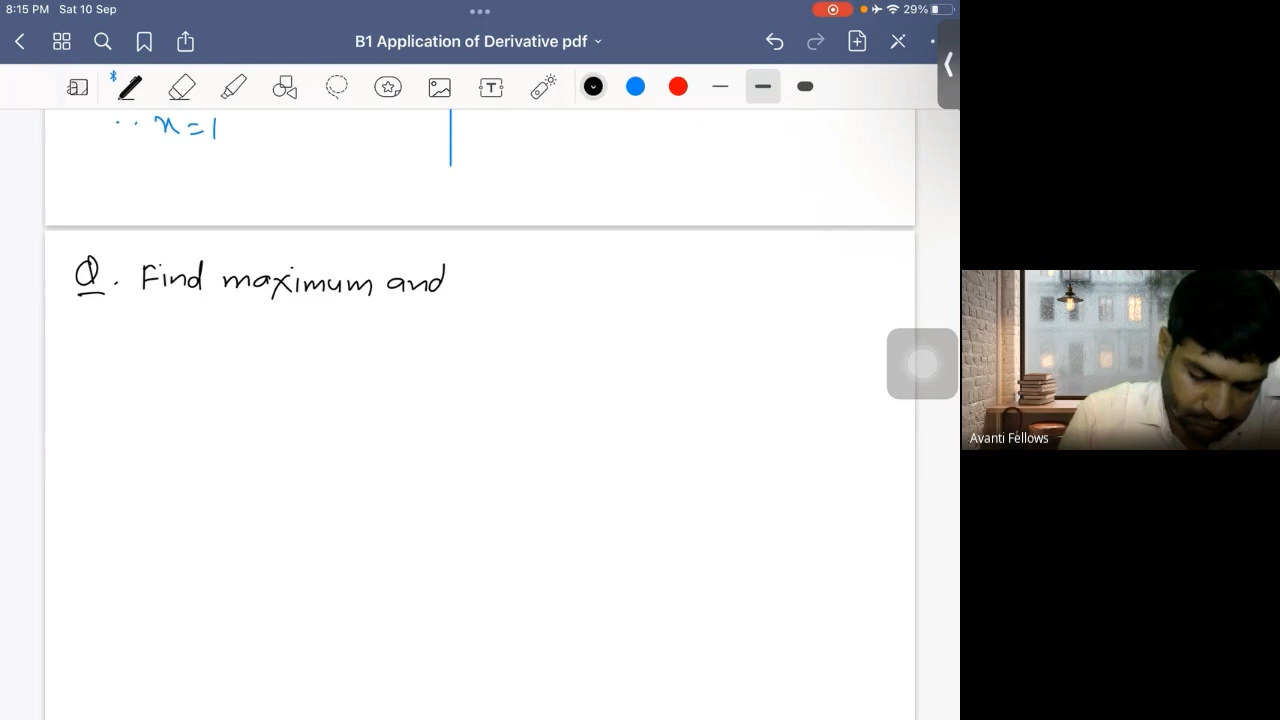 8:15 PM Sat 10 Sep
29%
B1 Application of Derivative pdf
T
∴ x = 1
Q. Find maximum and
Avanti Fellows